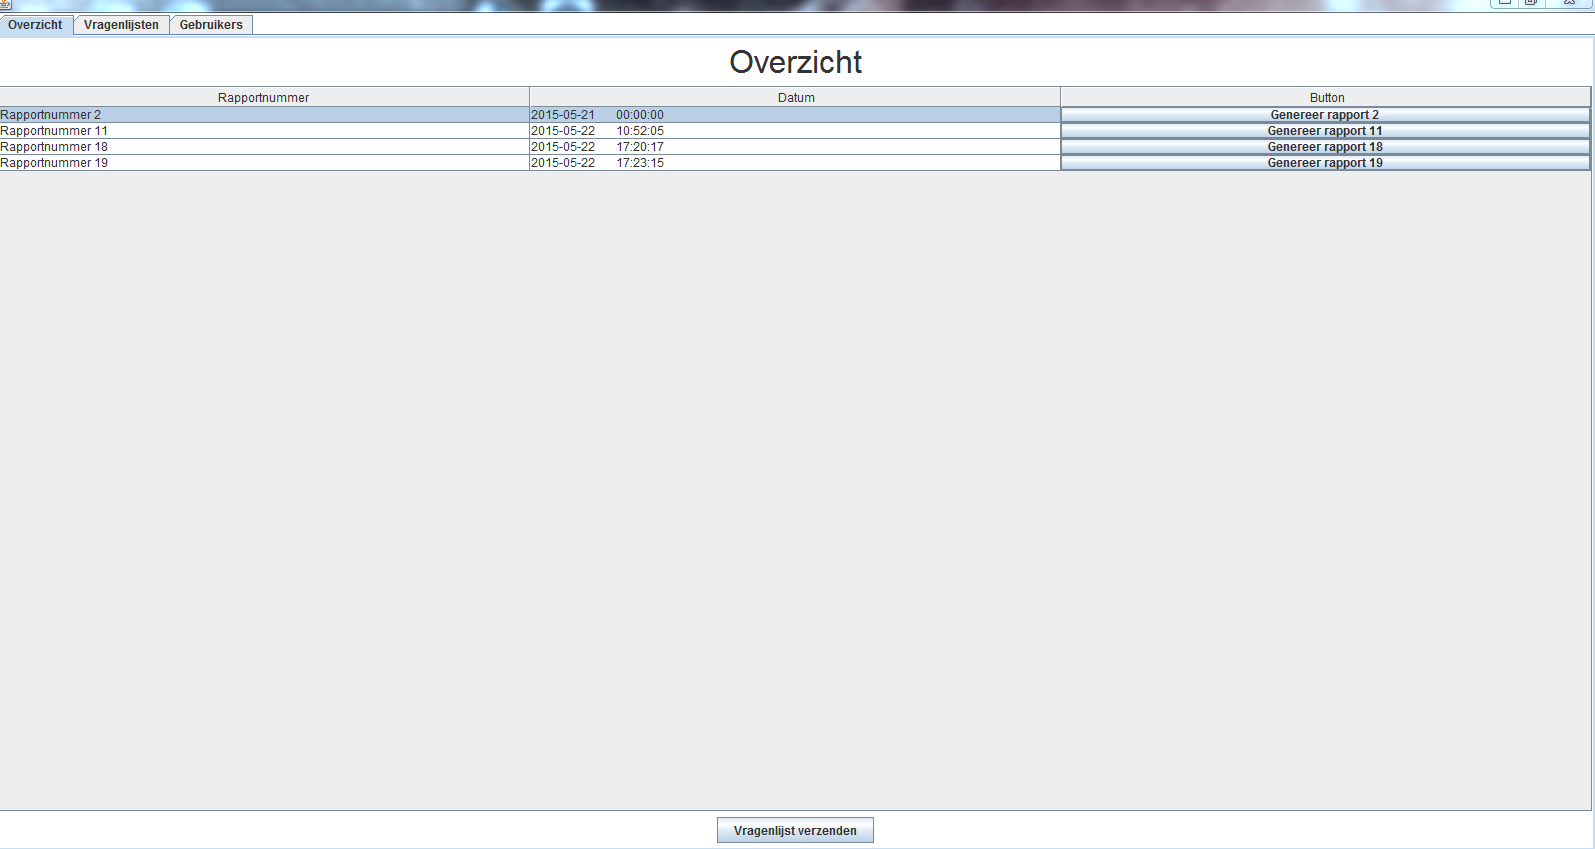 Overzicht Vragenlijsten Gebruikers
Overzicht
Rapportnummer Datum Button
Rapportnummer 2 2015-05-21 00:00:00 Genereer rapport 2
Rapportnummer 11 2015-05-22 10:52:05 Genereer rapport 11
Rapportnummer 18 2015-05-22 17:20:17 Genereer rapport 18
Rapportnummer 19 2015-05-22 17:23:15 Genereer rapport 19
Vragenlijst verzenden